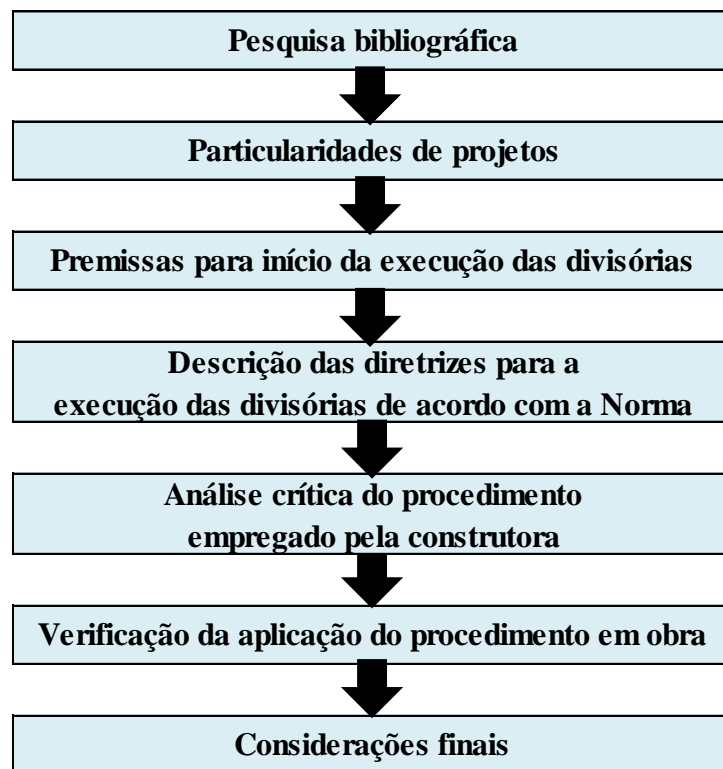 Pesquisa bibliográfica
Particularidades de projetos
Premissas para início da execução das divisórias
Descrição das diretrizes para a
execução das divisórias de acordo com a Norma
Análise crítica do procedimento
empregado pela construtora
Verificação da aplicação do procedimento em obra
Considerações finais